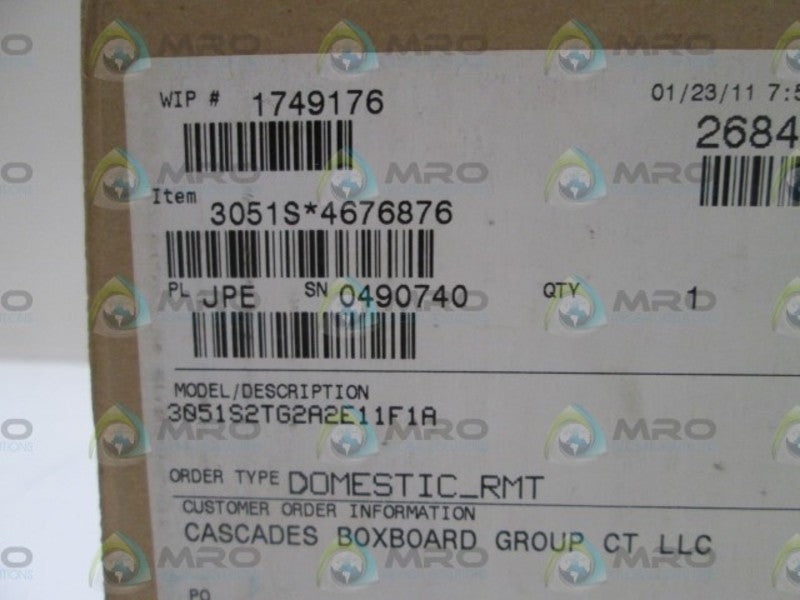 WIP # 1749176
01/23/11 7:5
2684
Item 3051S*4676876
PL JPE SN 0490740 QTY 1
MODEL/DESCRIPTION
3051S2TG2A2E11F1A
ORDER TYPE DOMESTIC_RMT
CUSTOMER ORDER INFORMATION
CASCADES BOXBOARD GROUP CT LLC
PO
MRO